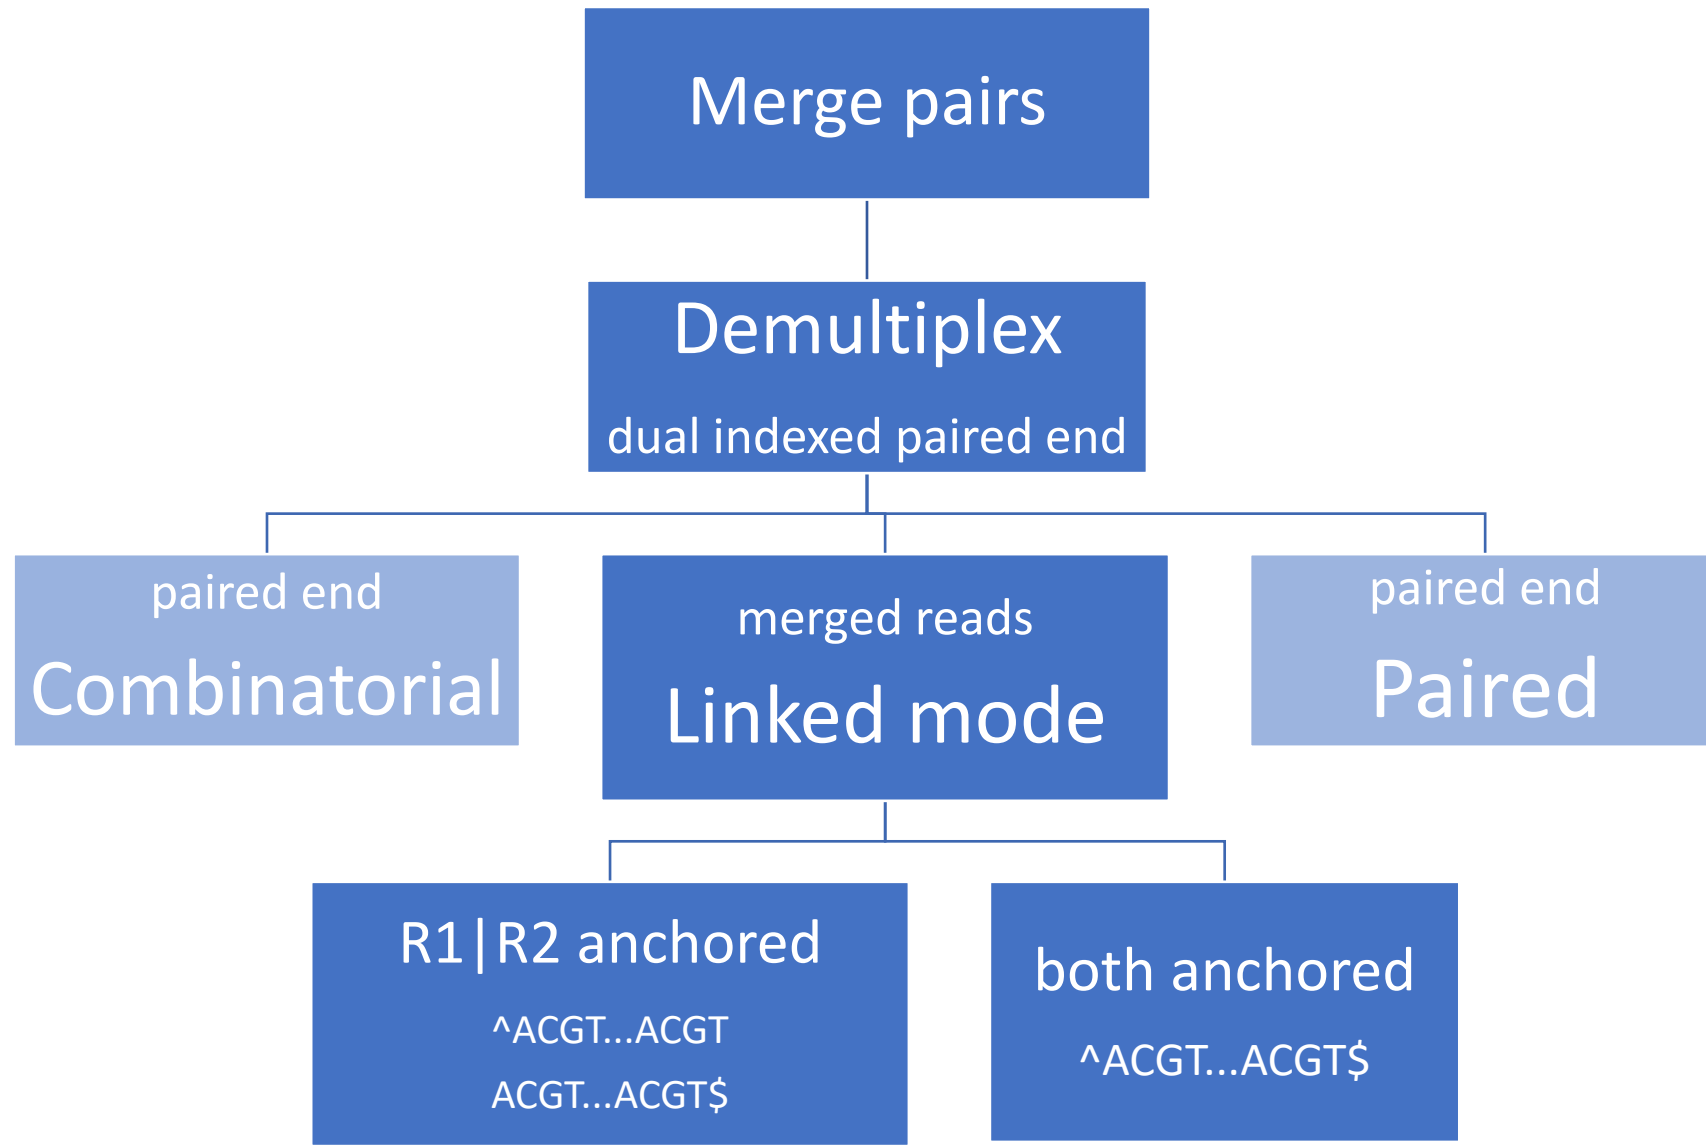 Merge pairs
Demultiplex
dual indexed paired end
paired end
Combinatorial
merged reads
Linked mode
paired end
Paired
R1|R2 anchored
^ACGT...ACGT
ACGT...ACGT$
both anchored
^ACGT...ACGT$